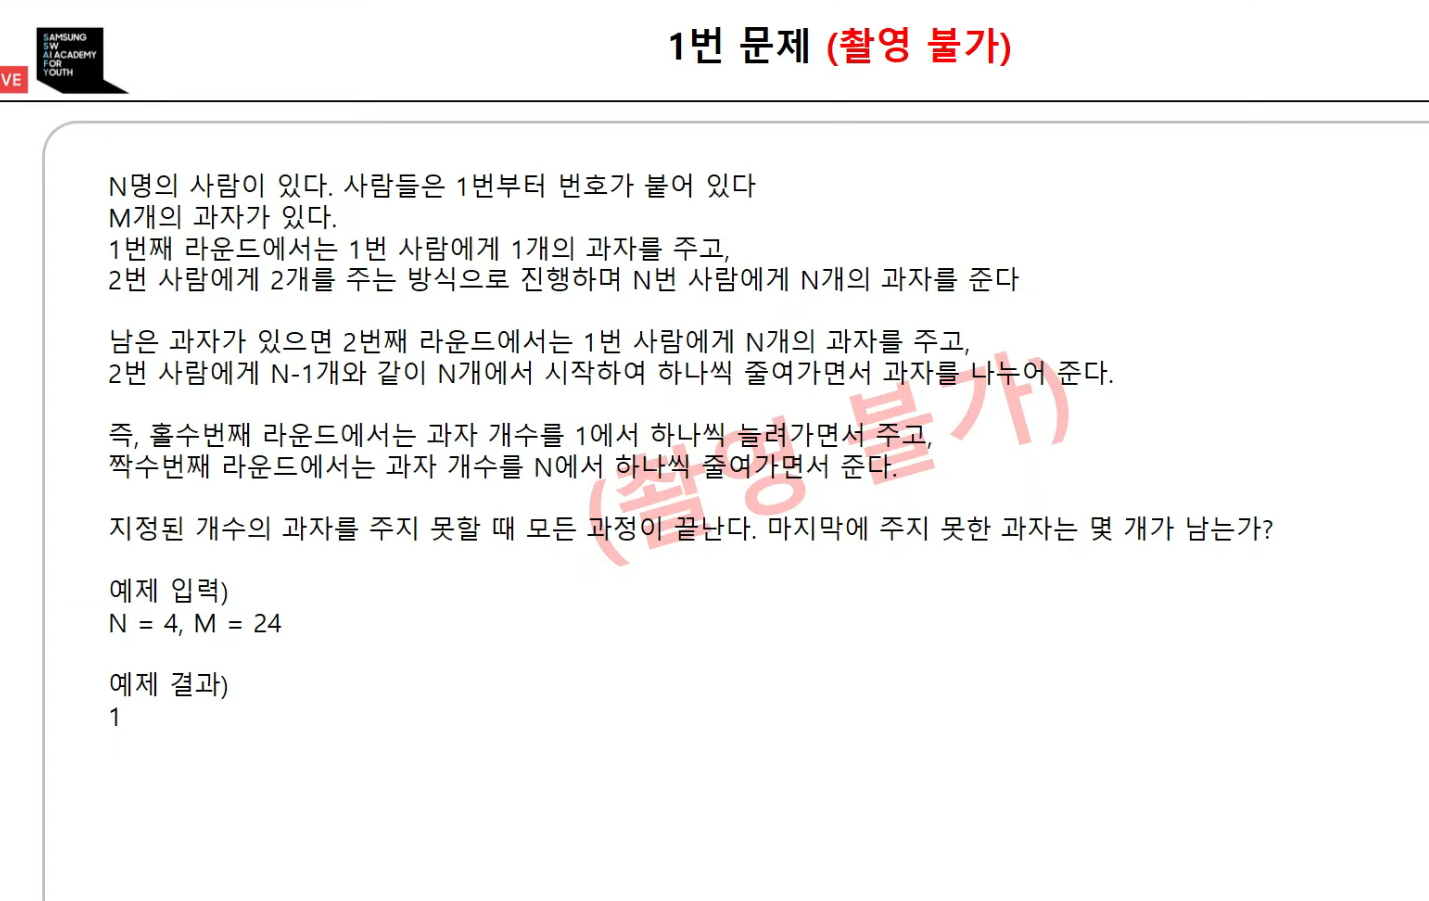 SAMSUNG
SW
AI ACADEMY
FOR
YOUTH
VE
1번 문제 (촬영 불가)
N명의 사람이 있다. 사람들은 1번부터 번호가 붙어 있다
M개의 과자가 있다.
1번째 라운드에서는 1번 사람에게 1개의 과자를 주고,
2번 사람에게 2개를 주는 방식으로 진행하며 N번 사람에게 N개의 과자를 준다
남은 과자가 있으면 2번째 라운드에서는 1번 사람에게 N개의 과자를 주고,
2번 사람에게 N-1개와 같이 N개에서 시작하여 하나씩 줄여가면서 과자를 나누어 준다.
즉, 홀수번째 라운드에서는 과자 개수를 1에서 하나씩 늘려가면서 주고,
짝수번째 라운드에서는 과자 개수를 N에서 하나씩 줄여가면서 준다.
(촬영 불가)
지정된 개수의 과자를 주지 못할 때 모든 과정이 끝난다. 마지막에 주지 못한 과자는 몇 개가 남는가?
예제 입력)
N = 4, M = 24
예제 결과)
1